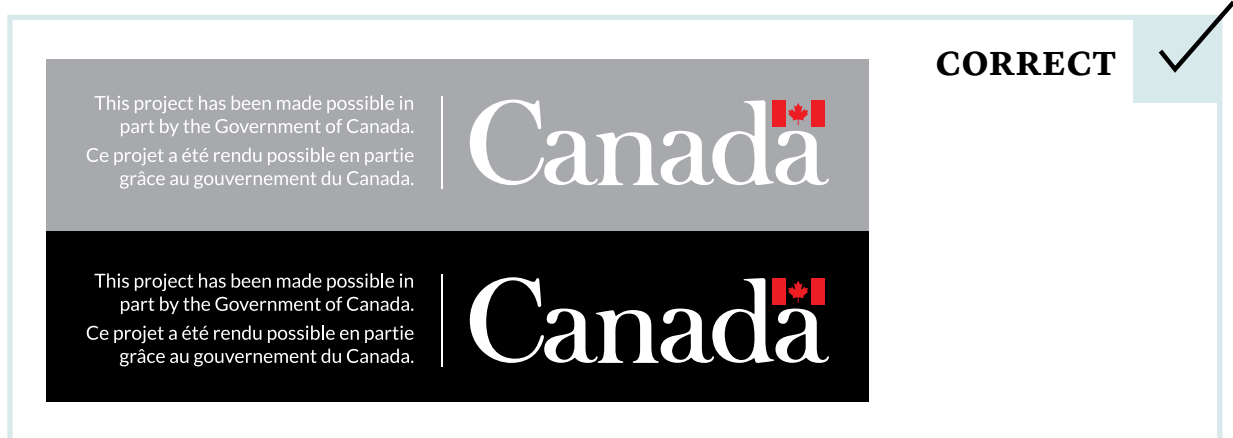 CORRECT
This project has been made possible in
part by the Government of Canada.
Ce projet a été rendu possible en partie
grâce au gouvernement du Canada.
Canada
This project has been made possible in
part by the Government of Canada.
Ce projet a été rendu possible en partie
grâce au gouvernement du Canada.
Canada